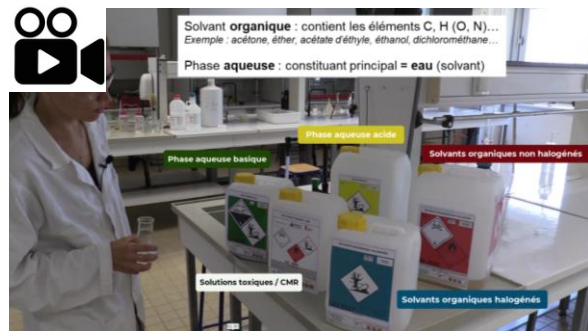 Solvant organique : contient les éléments C, H (O, N)…
Exemple : acétone, éther, acétate d'éthyle, éthanol, dichlorométhane…
Phase aqueuse : constituant principal = eau (solvant)
Phase aqueuse acide
Phase aqueuse basique
Solvants organiques non halogénés
Solutions toxiques / CMR
Solvants organiques halogénés